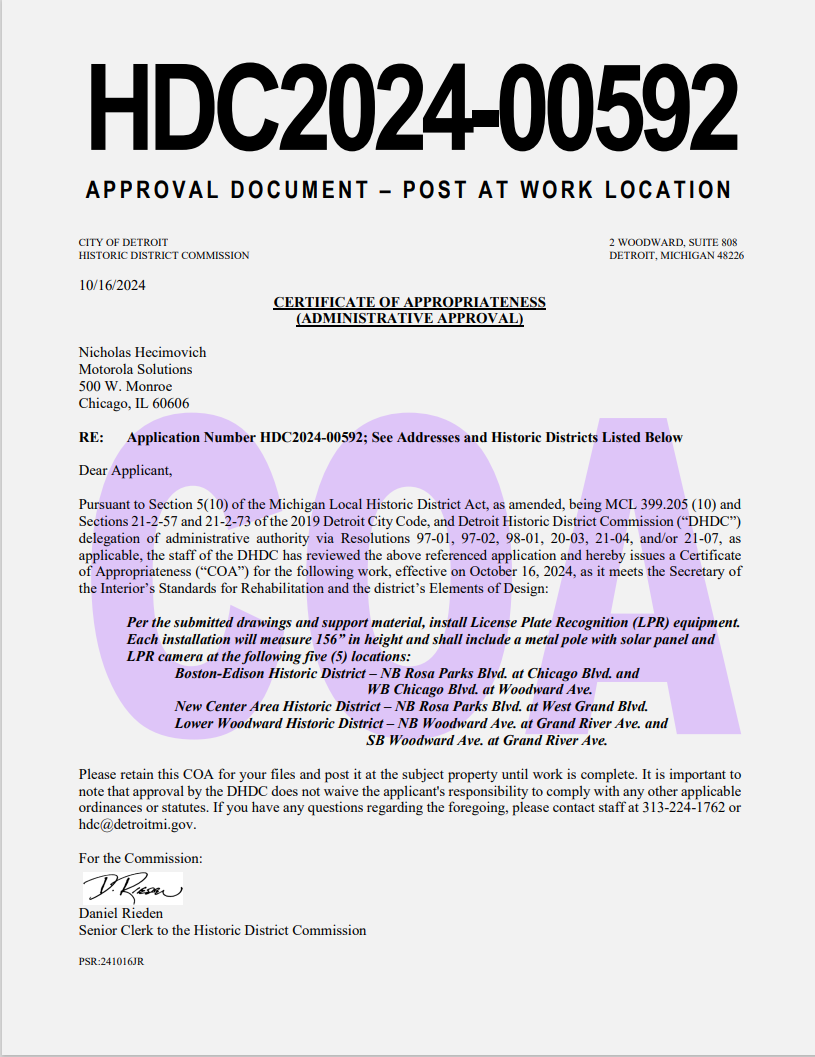 HDC2024-00592
APPROVAL DOCUMENT – POST AT WORK LOCATION
CITY OF DETROIT
HISTORIC DISTRICT COMMISSION
2 WOODWARD, SUITE 808
DETROIT, MICHIGAN 48226
10/16/2024
CERTIFICATE OF APPROPRIATENESS
(ADMINISTRATIVE APPROVAL)
Nicholas Hecimovich
Motorola Solutions
500 W. Monroe
Chicago, IL 60606
COA
RE: Application Number HDC2024-00592; See Addresses and Historic Districts Listed Below
Dear Applicant,
Pursuant to Section 5(10) of the Michigan Local Historic District Act, as amended, being MCL 399.205 (10) and
Sections 21-2-57 and 21-2-73 of the 2019 Detroit City Code, and Detroit Historic District Commission (“DHDC”)
delegation of administrative authority via Resolutions 97-01, 97-02, 98-01, 20-03, 21-04, and/or 21-07, as
applicable, the staff of the DHDC has reviewed the above referenced application and hereby issues a Certificate
of Appropriateness (“COA”) for the following work, effective on October 16, 2024, as it meets the Secretary of
the Interior’s Standards for Rehabilitation and the district’s Elements of Design:
Per the submitted drawings and support material, install License Plate Recognition (LPR) equipment.
Each installation will measure 156” in height and shall include a metal pole with solar panel and
LPR camera at the following five (5) locations:
Boston-Edison Historic District – NB Rosa Parks Blvd. at Chicago Blvd. and
WB Chicago Blvd. at Woodward Ave.
New Center Area Historic District – NB Rosa Parks Blvd. at West Grand Blvd.
Lower Woodward Historic District – NB Woodward Ave. at Grand River Ave. and
SB Woodward Ave. at Grand River Ave.
Please retain this COA for your files and post it at the subject property until work is complete. It is important to
note that approval by the DHDC does not waive the applicant's responsibility to comply with any other applicable
ordinances or statutes. If you have any questions regarding the foregoing, please contact staff at 313-224-1762 or
hdc@detroitmi.gov.
For the Commission:
D. Rieden
Daniel Rieden
Senior Clerk to the Historic District Commission
PSR:241016JR